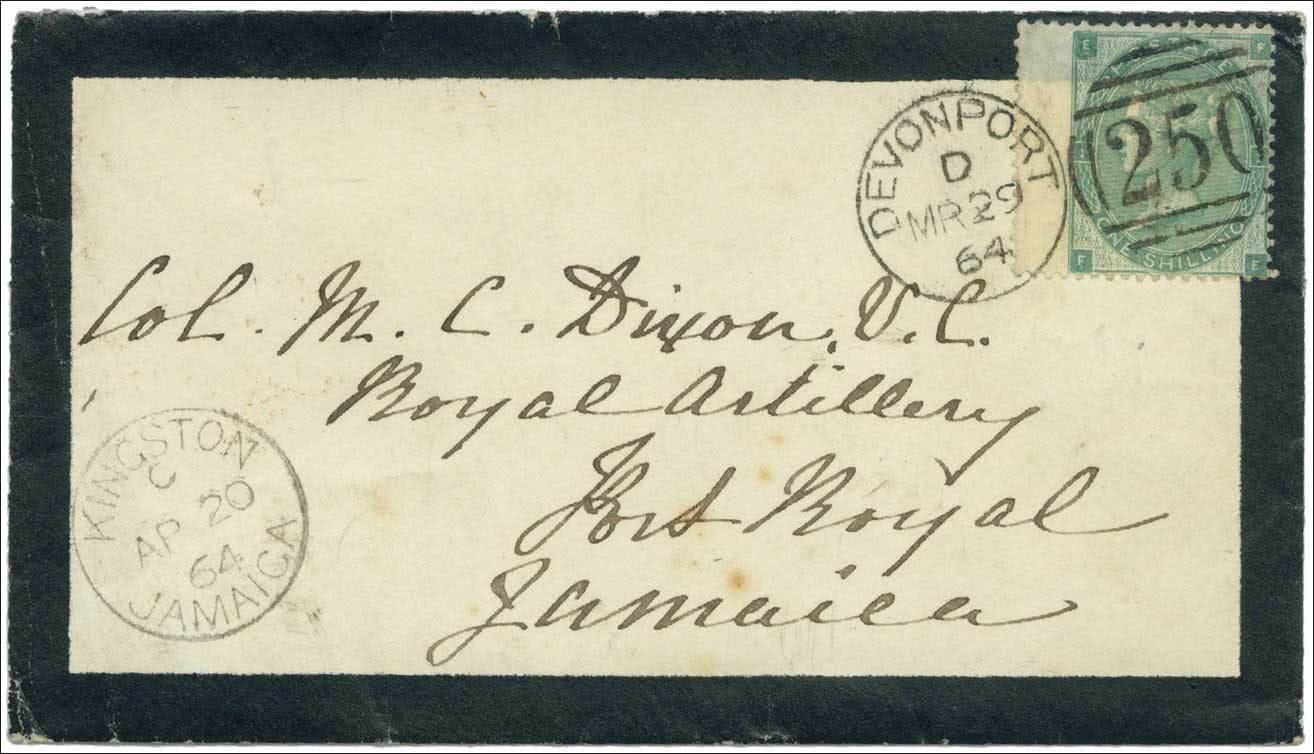 E F
ONE SHILLING
F E
250
DEVONPORT
D
MR 29
64
Col. M. C. Dixon, V. C.
Royal Artillery
Port Royal
Jamaica
KINGSTON
C
AP 20
64
JAMAICA